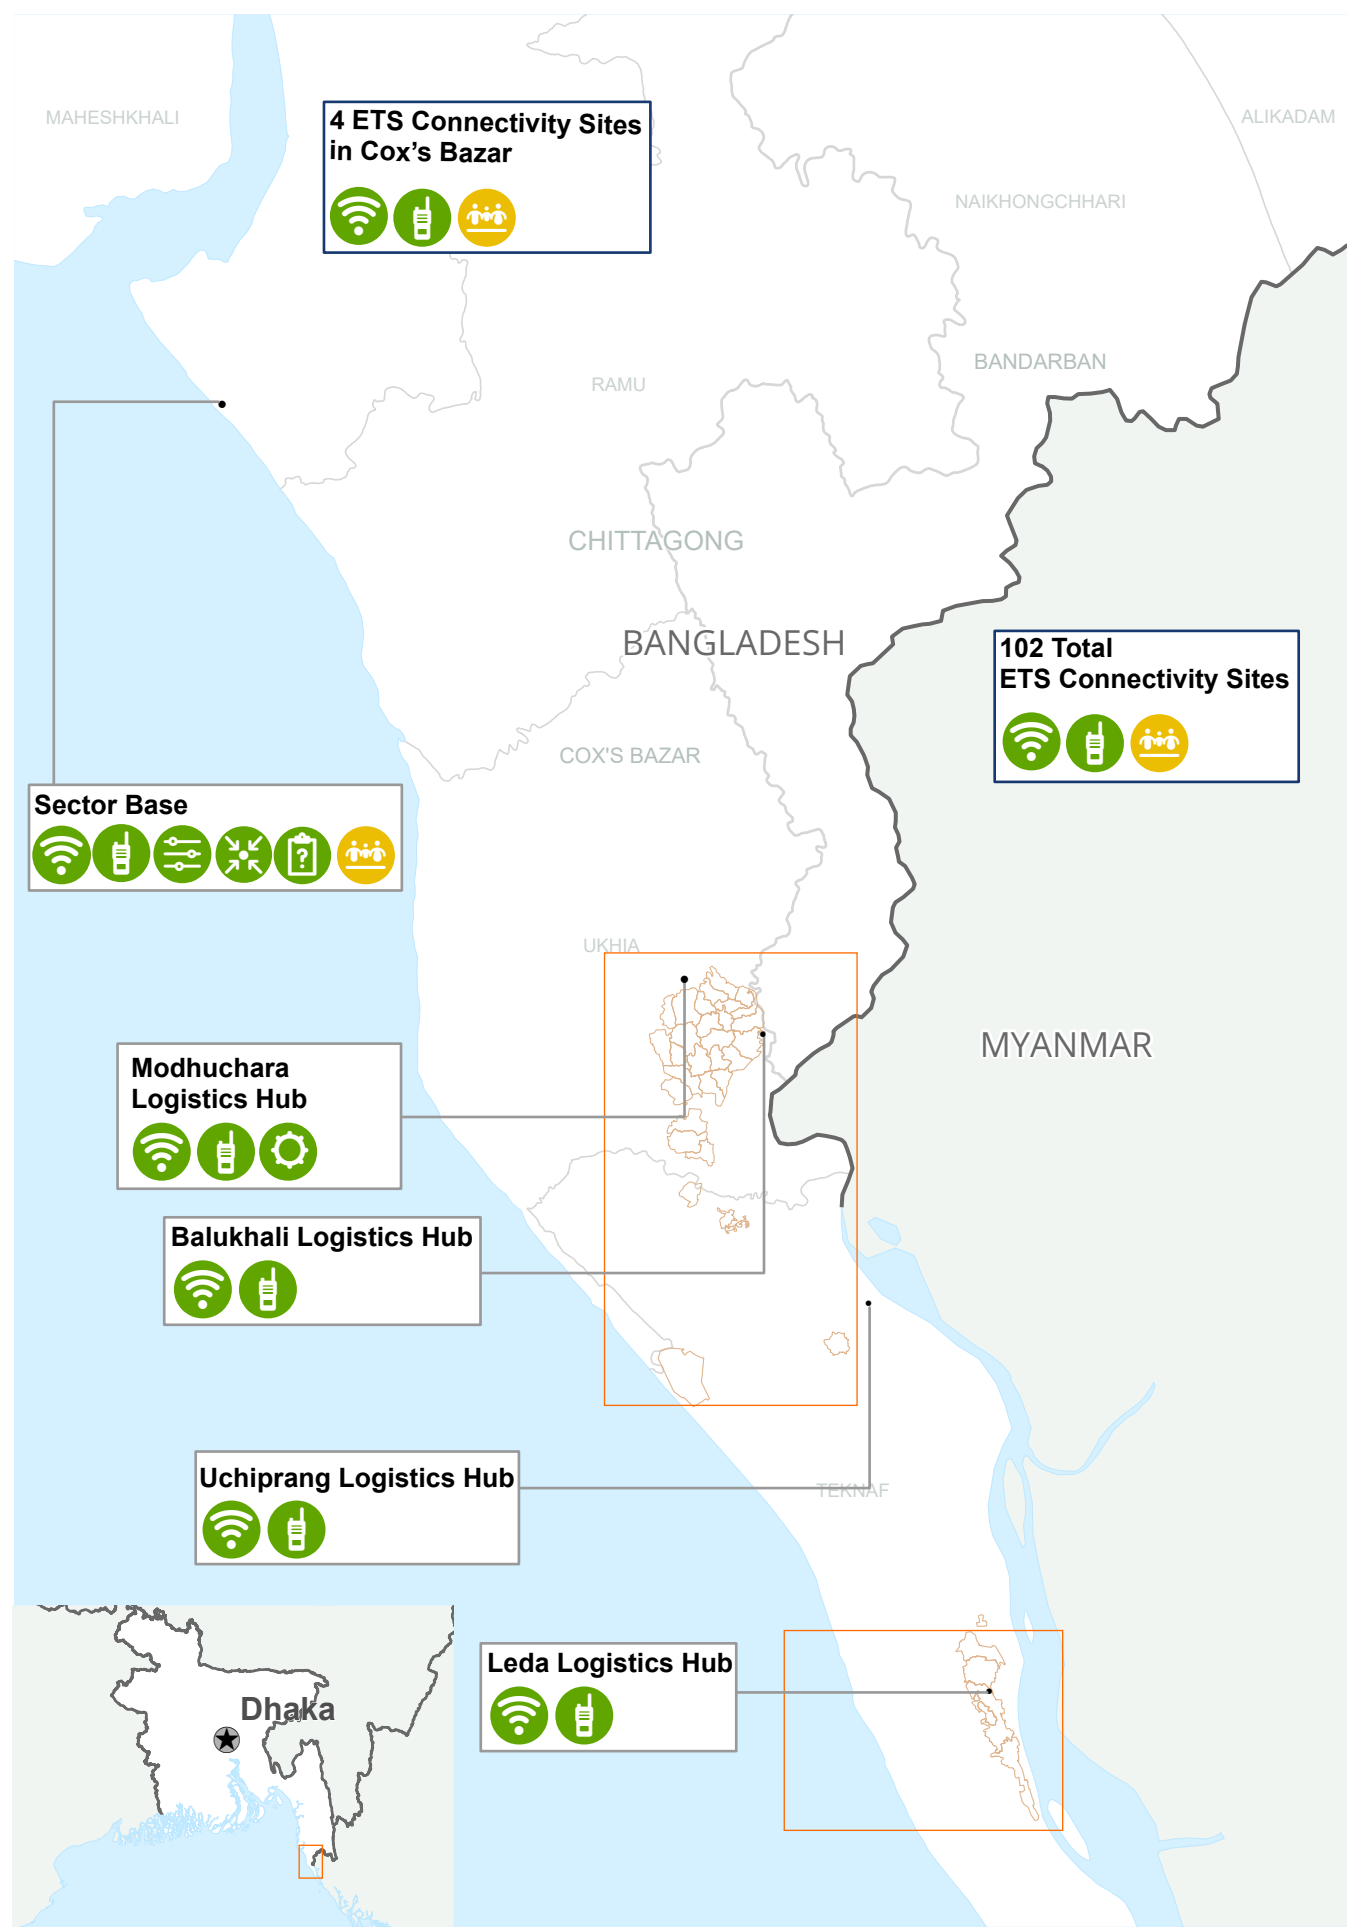 MAHESHKHALI
4 ETS Connectivity Sites
in Cox’s Bazar
ALIKADAM
NAIKHONGCHHARI
BANDARBAN
RAMU
CHITTAGONG
BANGLADESH
102 Total
ETS Connectivity Sites
COX'S BAZAR
Sector Base
?
UKHIA
MYANMAR
Modhuchara
Logistics Hub
Balukhali Logistics Hub
Uchiprang Logistics Hub
TEKNAF
Leda Logistics Hub
Dhaka